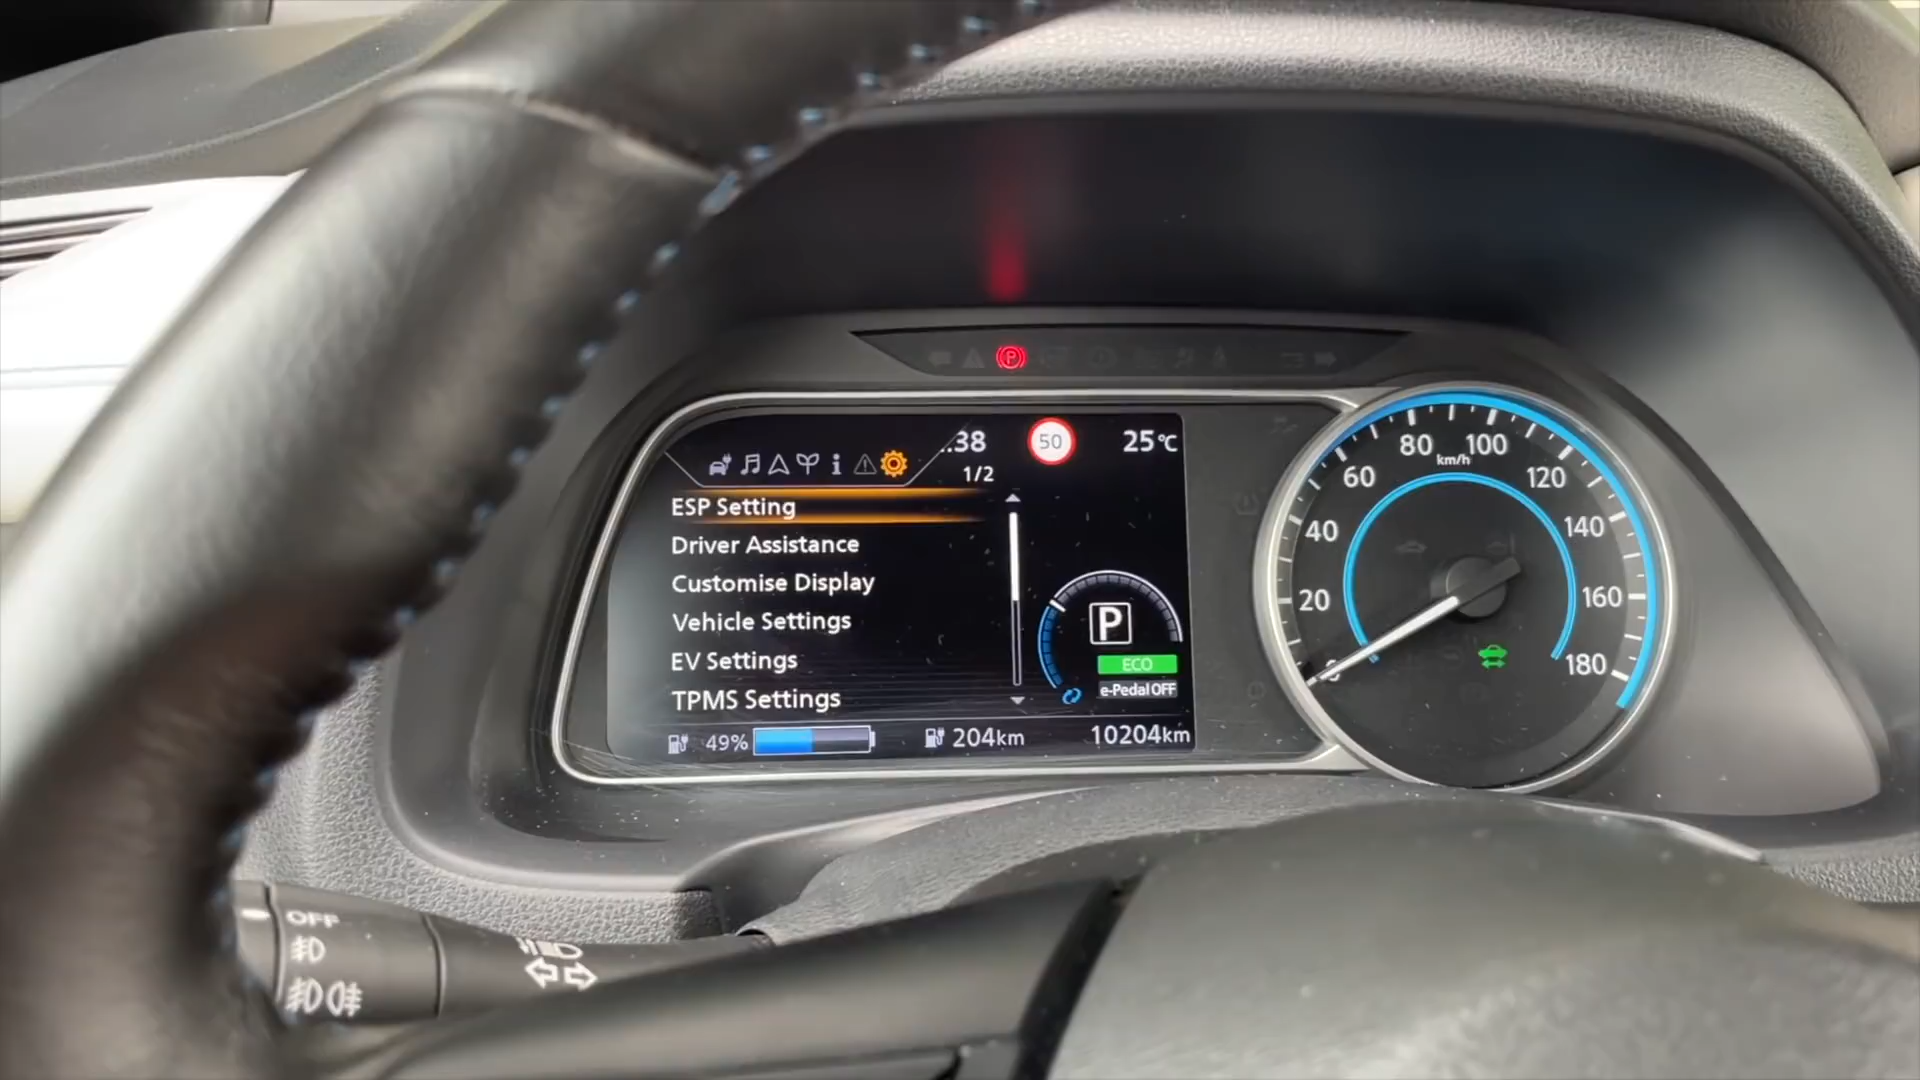 :38
50
25°C
1/2
ESP Setting
Driver Assistance
Customise Display
Vehicle Settings
EV Settings
TPMS Settings
P
ECO
e-Pedal OFF
49%
204km
10204km
0
20
40
60
80
100
120
140
160
180
km/h
OFF